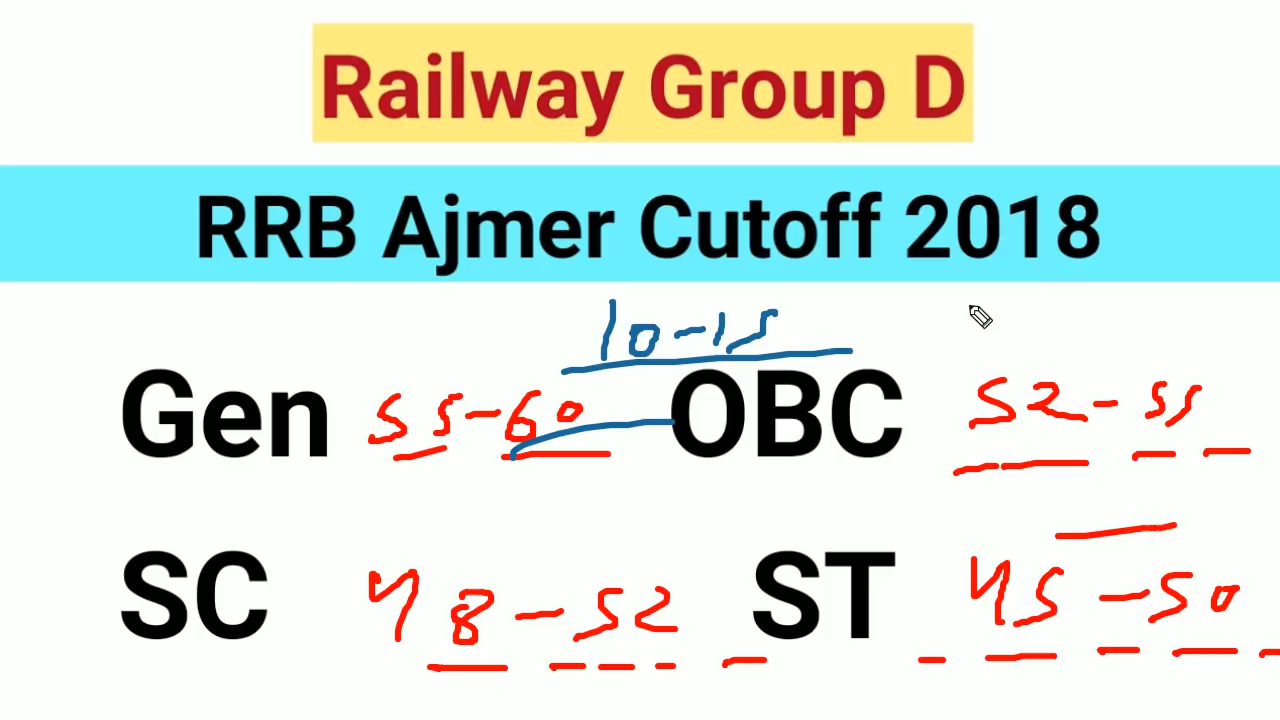 Railway Group D
RRB Ajmer Cutoff 2018
10-15
Gen 55-60 OBC 52-55
SC 48-52 ST 45-50